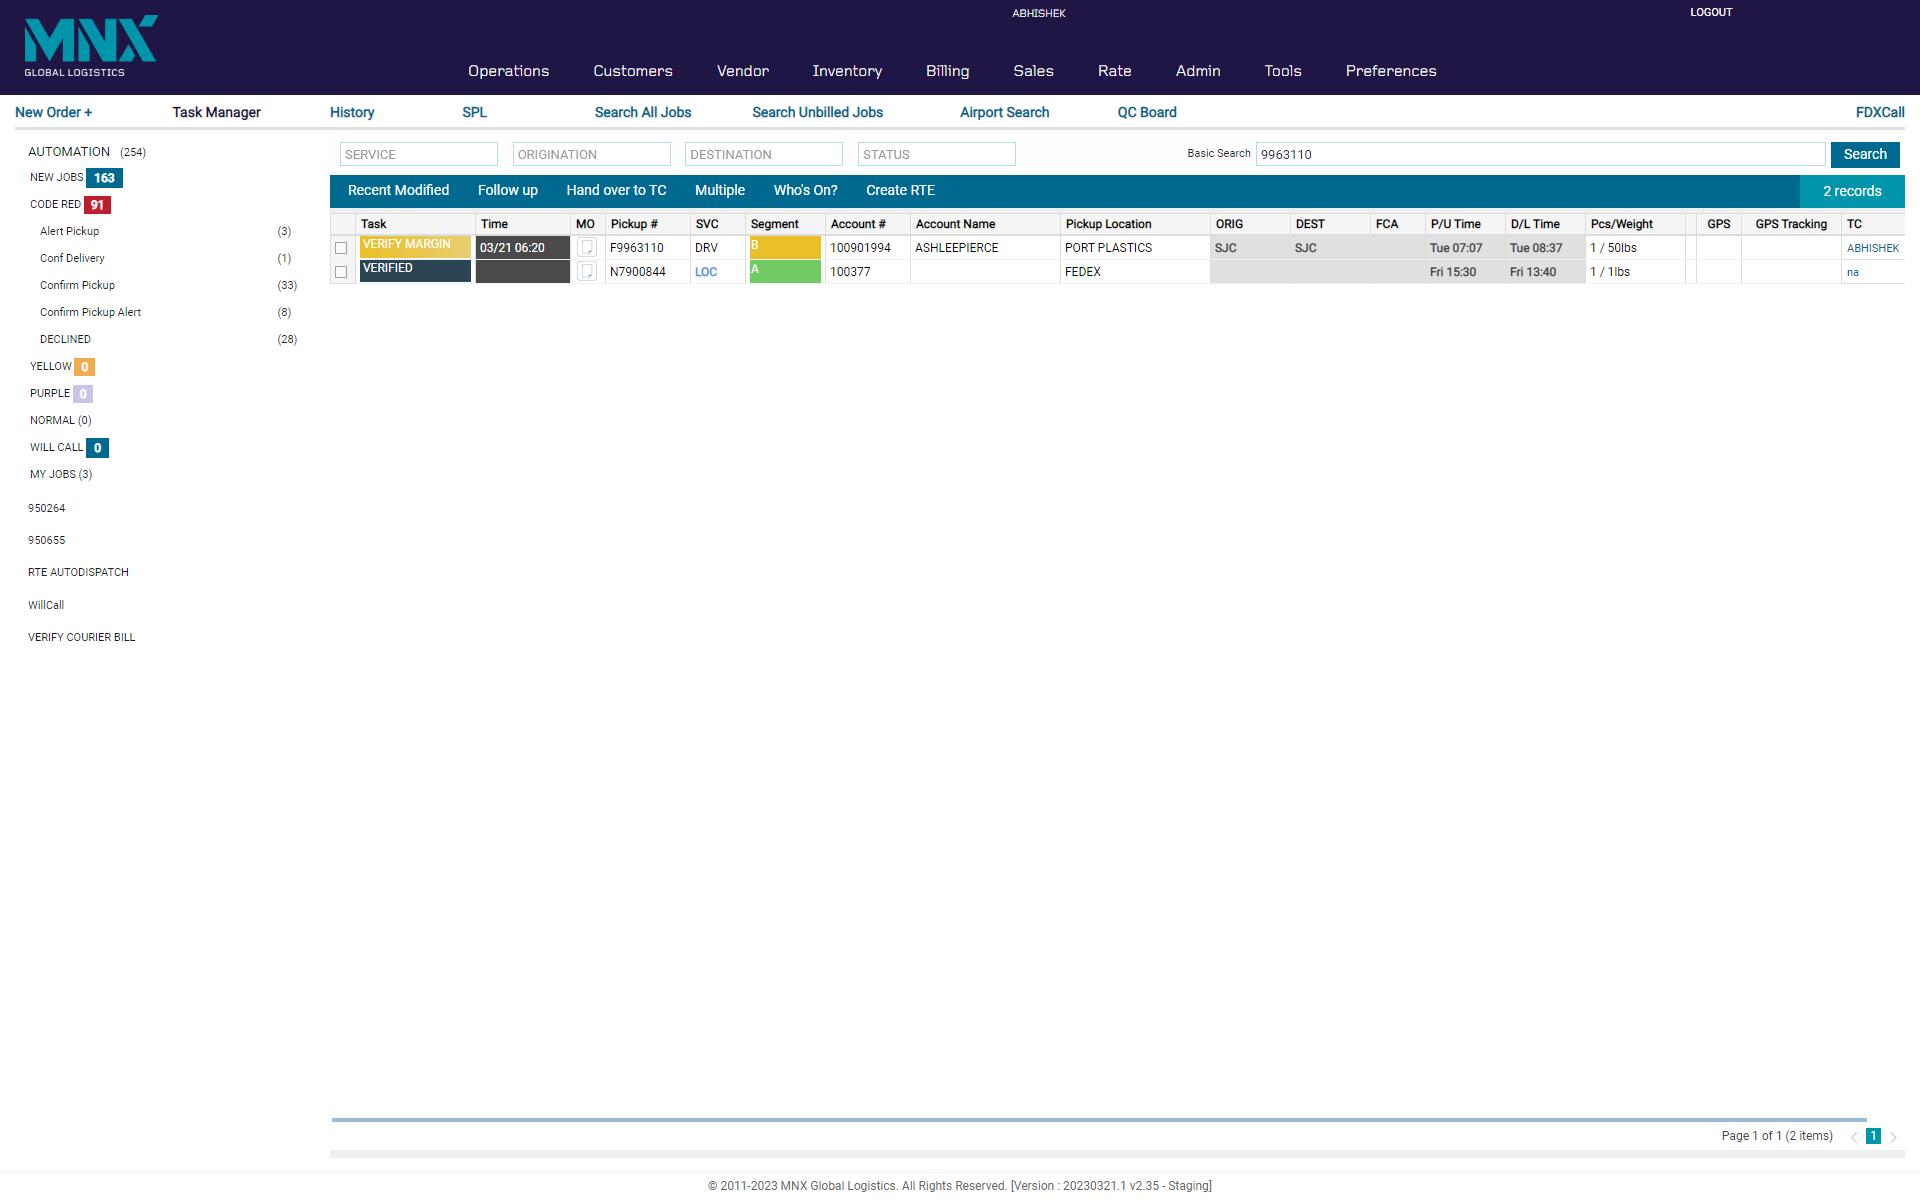 ABHISHEK
LOGOUT
MNX
GLOBAL LOGISTICS
Operations Customers Vendor Inventory Billing Sales Rate Admin Tools Preferences
New Order + Task Manager History SPL Search All Jobs Search Unbilled Jobs Airport Search QC Board FDXCall
AUTOMATION (254)
NEW JOBS 163
CODE RED 91
Alert Pickup (3)
Conf Delivery (1)
Confirm Pickup (33)
Confirm Pickup Alert (8)
DECLINED (28)
YELLOW 0
PURPLE 0
NORMAL (0)
WILL CALL 0
MY JOBS (3)
950264
950655
RTE AUTODISPATCH
WillCall
VERIFY COURIER BILL
SERVICE ORIGINATION DESTINATION STATUS Basic Search 9963110 Search
Recent Modified Follow up Hand over to TC Multiple Who's On? Create RTE 2 records
Task Time MO Pickup # SVC Segment Account # Account Name Pickup Location ORIG DEST FCA P/U Time D/L Time Pcs/Weight GPS GPS Tracking TC
VERIFY MARGIN 03/21 06:20 F9963110 DRV B 100901994 ASHLEEPIERCE PORT PLASTICS SJC SJC Tue 07:07 Tue 08:37 1 / 50lbs ABHISHEK
VERIFIED N7900844 LOC A 100377 FEDEX Fri 15:30 Fri 13:40 1 / 1lbs na
Page 1 of 1 (2 items) 1
© 2011-2023 MNX Global Logistics. All Rights Reserved. [Version : 20230321.1 v2.35 - Staging]